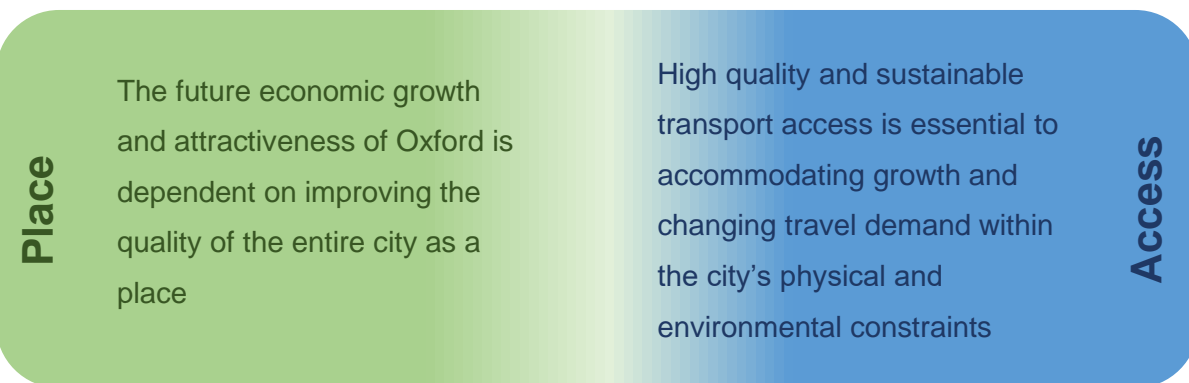 Place
The future economic growth
and attractiveness of Oxford is
dependent on improving the
quality of the entire city as a
place
High quality and sustainable
transport access is essential to
accommodating growth and
changing travel demand within
the city’s physical and
environmental constraints
Access